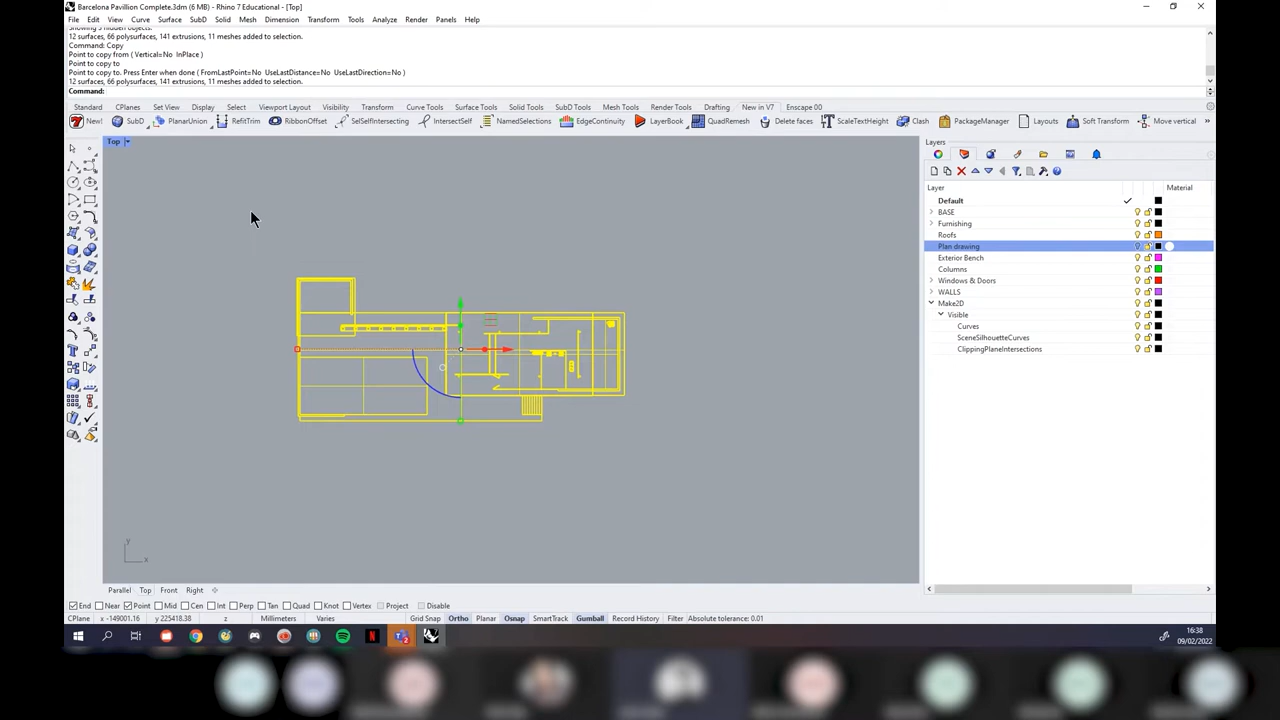 Barcelona Pavillion Complete.3dm (6 MB) - Rhino 7 Educational - [Top]
File Edit View Curve Surface SubD Solid Mesh Dimension Transform Tools Analyze Render Panels Help
12 surfaces, 66 polysurfaces, 141 extrusions, 11 meshes added to selection.
Command: Copy
Point to copy from ( Vertical=No InPlace )
Point to copy to
Point to copy to. Press Enter when done ( FromLastPoint=No UseLastDistance=No UseLastDirection=No )
12 surfaces, 66 polysurfaces, 141 extrusions, 11 meshes added to selection.
Command:
Standard CPlanes Set View Display Select Viewport Layout Visibility Transform Curve Tools Surface Tools Solid Tools SubD Tools Mesh Tools Render Tools Drafting New in V7 Enscape 00
New! SubD PlanarUnion RefitTrim RibbonOffset SelSelfIntersecting IntersectSelf NamedSelections EdgeContinuity LayerBook QuadRemesh Delete faces ScaleTextHeight Clash PackageManager Layouts Soft Transform Move vertical »
Top
Layers
Layer Material
Default
BASE
Furnishing
Roofs
Plan drawing
Exterior Bench
Columns
Windows & Doors
WALLS
Make2D
Visible
Curves
SceneSilhouetteCurves
ClippingPlaneIntersections
y
x
Parallel Top Front Right
End Near Point Mid Cen Int Perp Tan Quad Knot Vertex Project Disable
CPlane x -149001.16 y 225418.38 z Millimeters Varies Grid Snap Ortho Planar Osnap SmartTrack Gumball Record History Filter Absolute tolerance: 0.01
16:38
09/02/2022